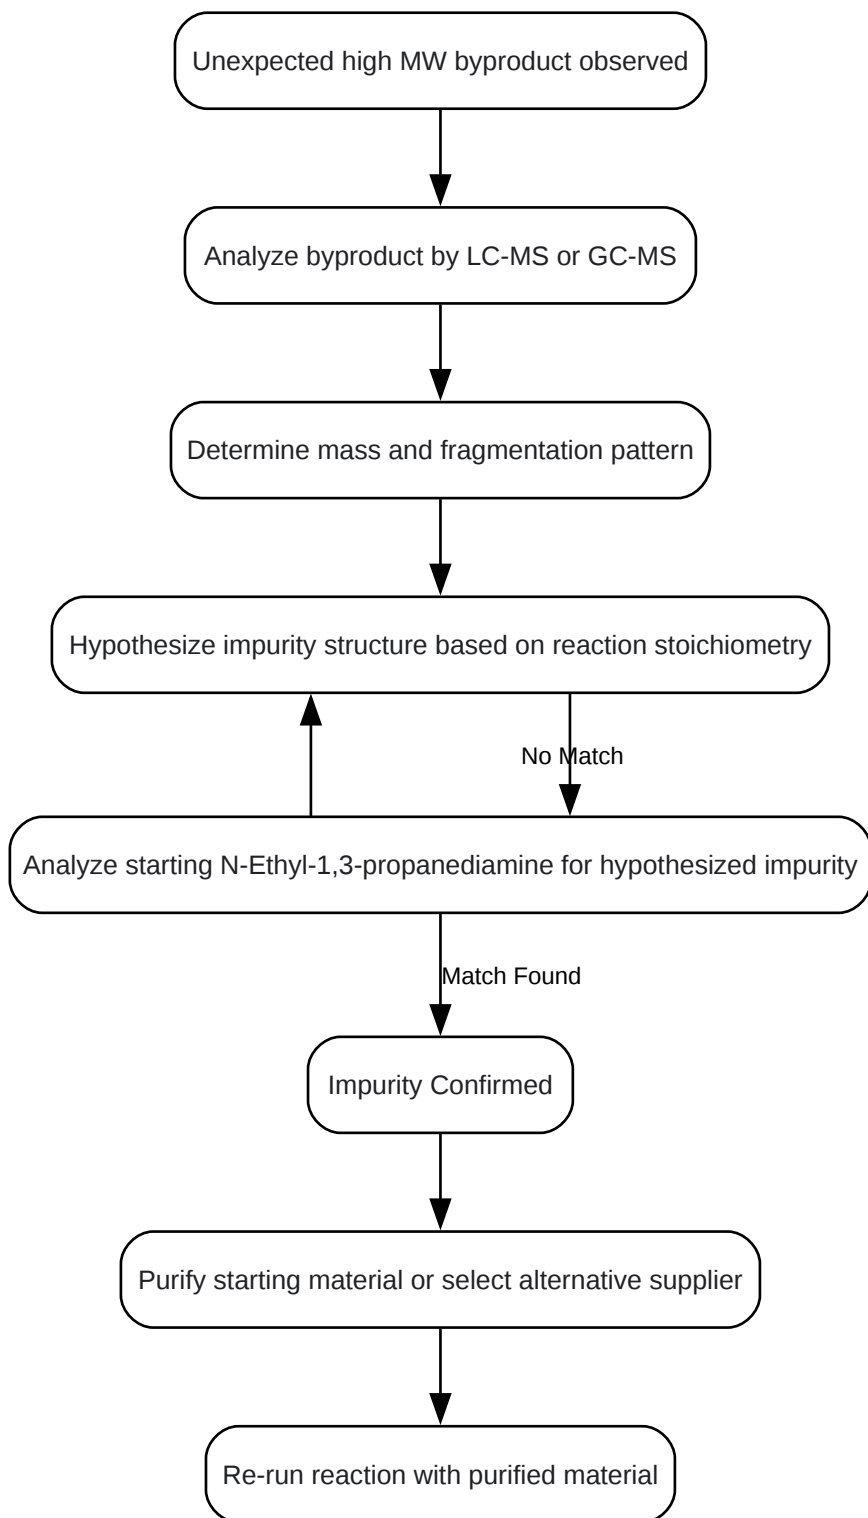 Unexpected high MW byproduct observed
Analyze byproduct by LC-MS or GC-MS
Determine mass and fragmentation pattern
Hypothesize impurity structure based on reaction stoichiometry
No Match
Analyze starting N-Ethyl-1,3-propanediamine for hypothesized impurity
Match Found
Impurity Confirmed
Purify starting material or select alternative supplier
Re-run reaction with purified material